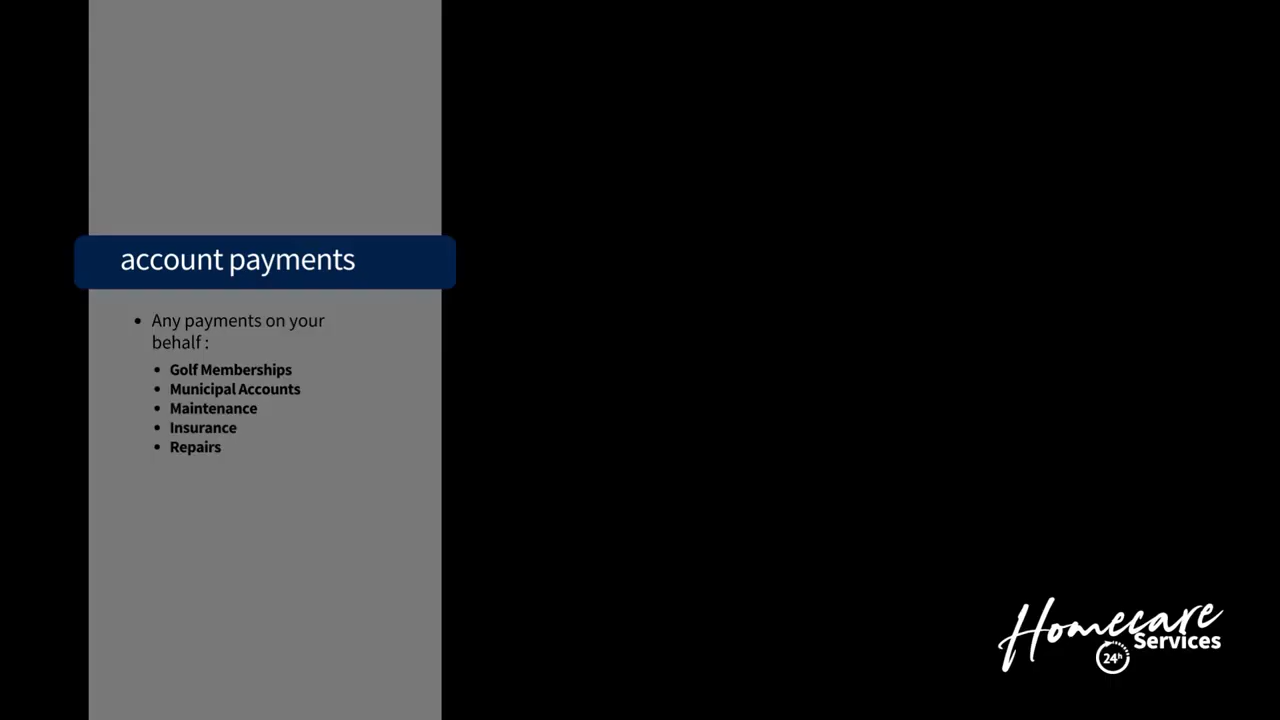 account payments
• Any payments on your
behalf :
• Golf Memberships
• Municipal Accounts
• Maintenance
• Insurance
• Repairs
Homecare
Services
24h